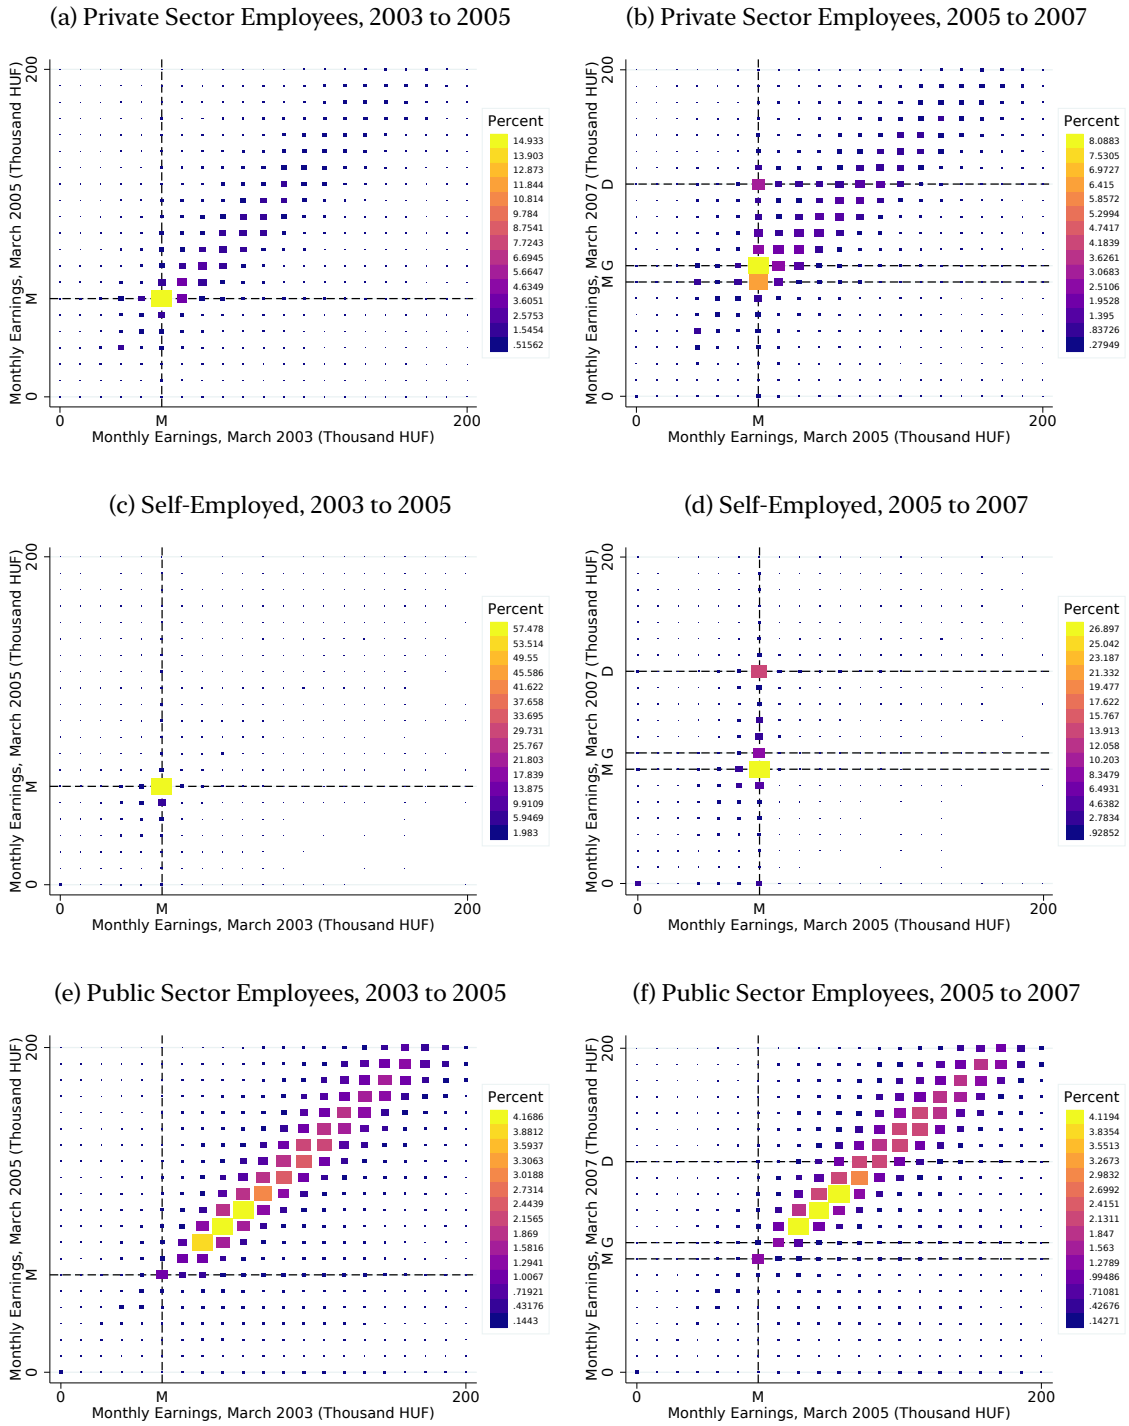 (a) Private Sector Employees, 2003 to 2005
Monthly Earnings, March 2005 (Thousand HUF)
200
M
0
0
M
200
Monthly Earnings, March 2003 (Thousand HUF)
Percent
14.933
13.903
12.873
11.844
10.814
9.784
8.7541
7.7243
6.6945
5.6647
4.6349
3.6051
2.5753
1.5454
.51562
(b) Private Sector Employees, 2005 to 2007
Monthly Earnings, March 2007 (Thousand HUF)
200
D
G
M
0
0
M
200
Monthly Earnings, March 2005 (Thousand HUF)
Percent
8.0883
7.5305
6.9727
6.415
5.8572
5.2994
4.7417
4.1839
3.6261
3.0683
2.5106
1.9528
1.395
.83726
.27949
(c) Self-Employed, 2003 to 2005
Monthly Earnings, March 2005 (Thousand HUF)
200
M
0
0
M
200
Monthly Earnings, March 2003 (Thousand HUF)
Percent
57.478
53.514
49.55
45.586
41.622
37.658
33.695
29.731
25.767
21.803
17.839
13.875
9.9109
5.9469
1.983
(d) Self-Employed, 2005 to 2007
Monthly Earnings, March 2007 (Thousand HUF)
200
D
G
M
0
0
M
200
Monthly Earnings, March 2005 (Thousand HUF)
Percent
26.897
25.042
23.187
21.332
19.477
17.622
15.767
13.913
12.058
10.203
8.3479
6.4931
4.6382
2.7834
.92852
(e) Public Sector Employees, 2003 to 2005
Monthly Earnings, March 2005 (Thousand HUF)
200
M
0
0
M
200
Monthly Earnings, March 2003 (Thousand HUF)
Percent
4.1686
3.8812
3.5937
3.3063
3.0188
2.7314
2.4439
2.1565
1.869
1.5816
1.2941
1.0067
.71921
.43176
.1443
(f) Public Sector Employees, 2005 to 2007
Monthly Earnings, March 2007 (Thousand HUF)
200
D
G
M
0
0
M
200
Monthly Earnings, March 2005 (Thousand HUF)
Percent
4.1194
3.8354
3.5513
3.2673
2.9832
2.6992
2.4151
2.1311
1.847
1.563
1.2789
.99486
.71081
.42676
.14271